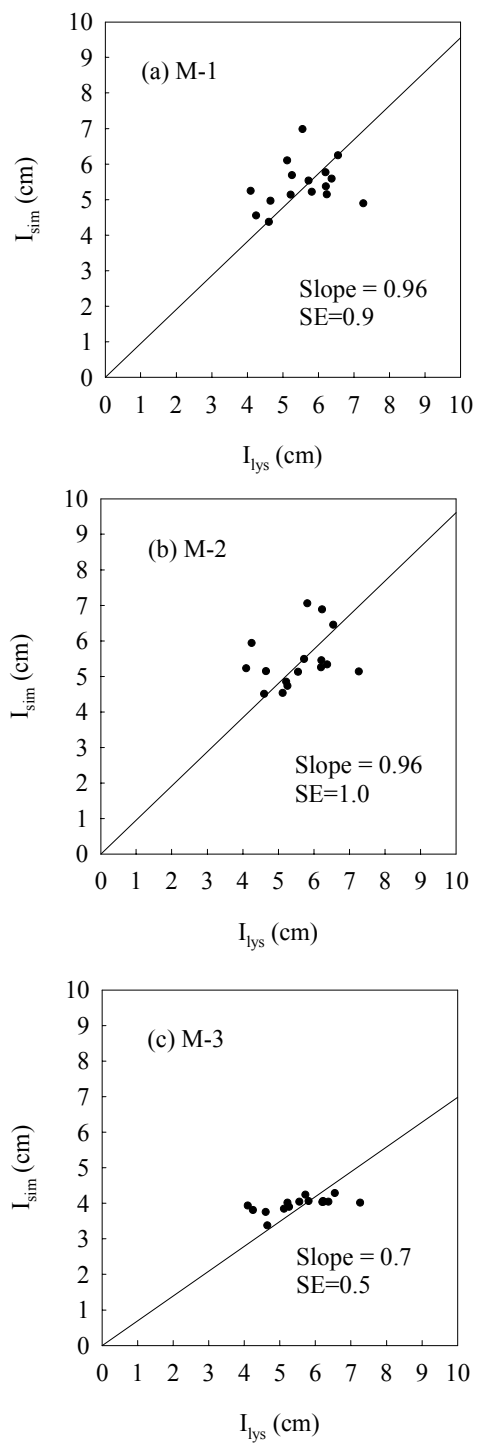 10
9
(a) M-1
8
7
6
5
4
3
2
1
0
I_sim (cm)
Slope = 0.96
SE=0.9
0 1 2 3 4 5 6 7 8 9 10
I_lys (cm)
10
9
(b) M-2
8
7
6
5
4
3
2
1
0
I_sim (cm)
Slope = 0.96
SE=1.0
0 1 2 3 4 5 6 7 8 9 10
I_lys (cm)
10
9
(c) M-3
8
7
6
5
4
3
2
1
0
I_sim (cm)
Slope = 0.7
SE=0.5
0 1 2 3 4 5 6 7 8 9 10
I_lys (cm)